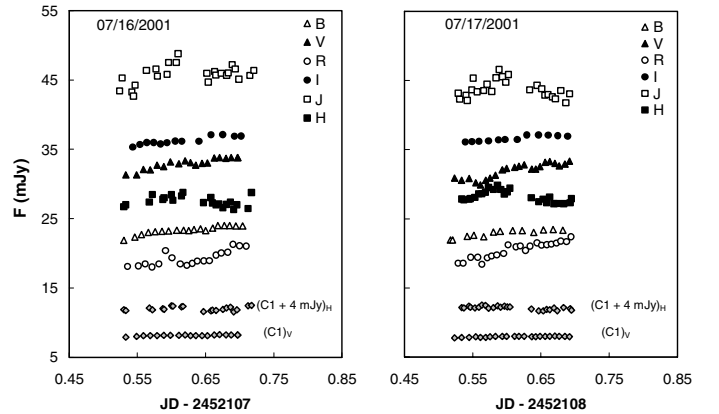 07/16/2001
B
V
R
I
J
H
F (mJy)
55
45
35
25
15
5
(C1 + 4 mJy)H
(C1)V
0.45
0.55
0.65
0.75
0.85
JD - 2452107
07/17/2001
B
V
R
I
J
H
(C1 + 4 mJy)H
(C1)V
0.45
0.55
0.65
0.75
0.85
JD - 2452108